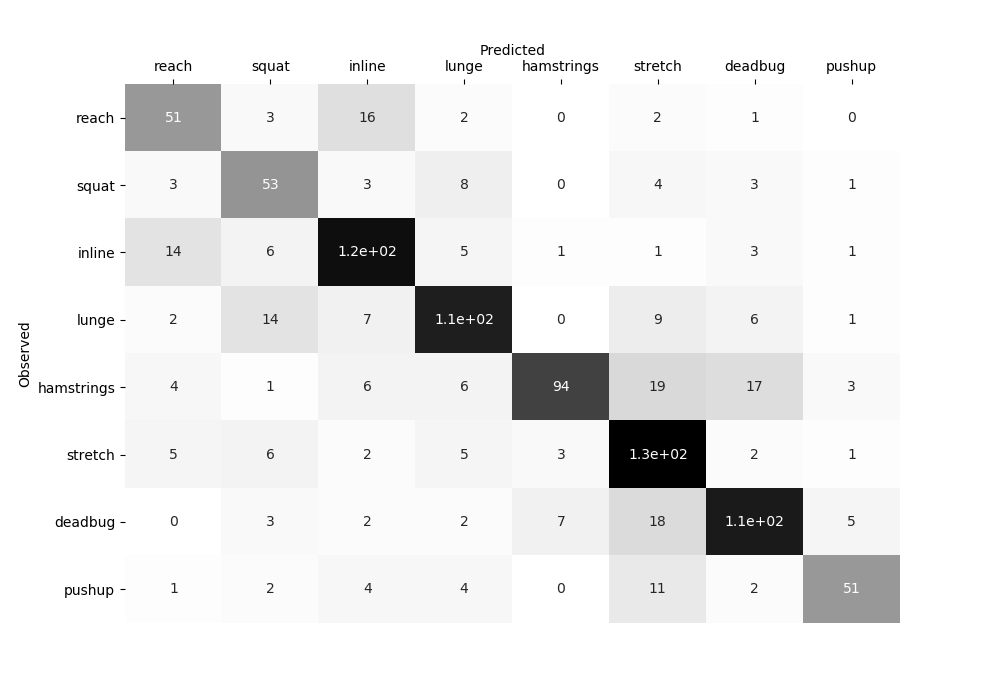 Predicted
reach squat inline lunge hamstrings stretch deadbug pushup
Observed
reach 51 3 16 2 0 2 1 0
squat 3 53 3 8 0 4 3 1
inline 14 6 1.2e+02 5 1 1 3 1
lunge 2 14 7 1.1e+02 0 9 6 1
hamstrings 4 1 6 6 94 19 17 3
stretch 5 6 2 5 3 1.3e+02 2 1
deadbug 0 3 2 2 7 18 1.1e+02 5
pushup 1 2 4 4 0 11 2 51